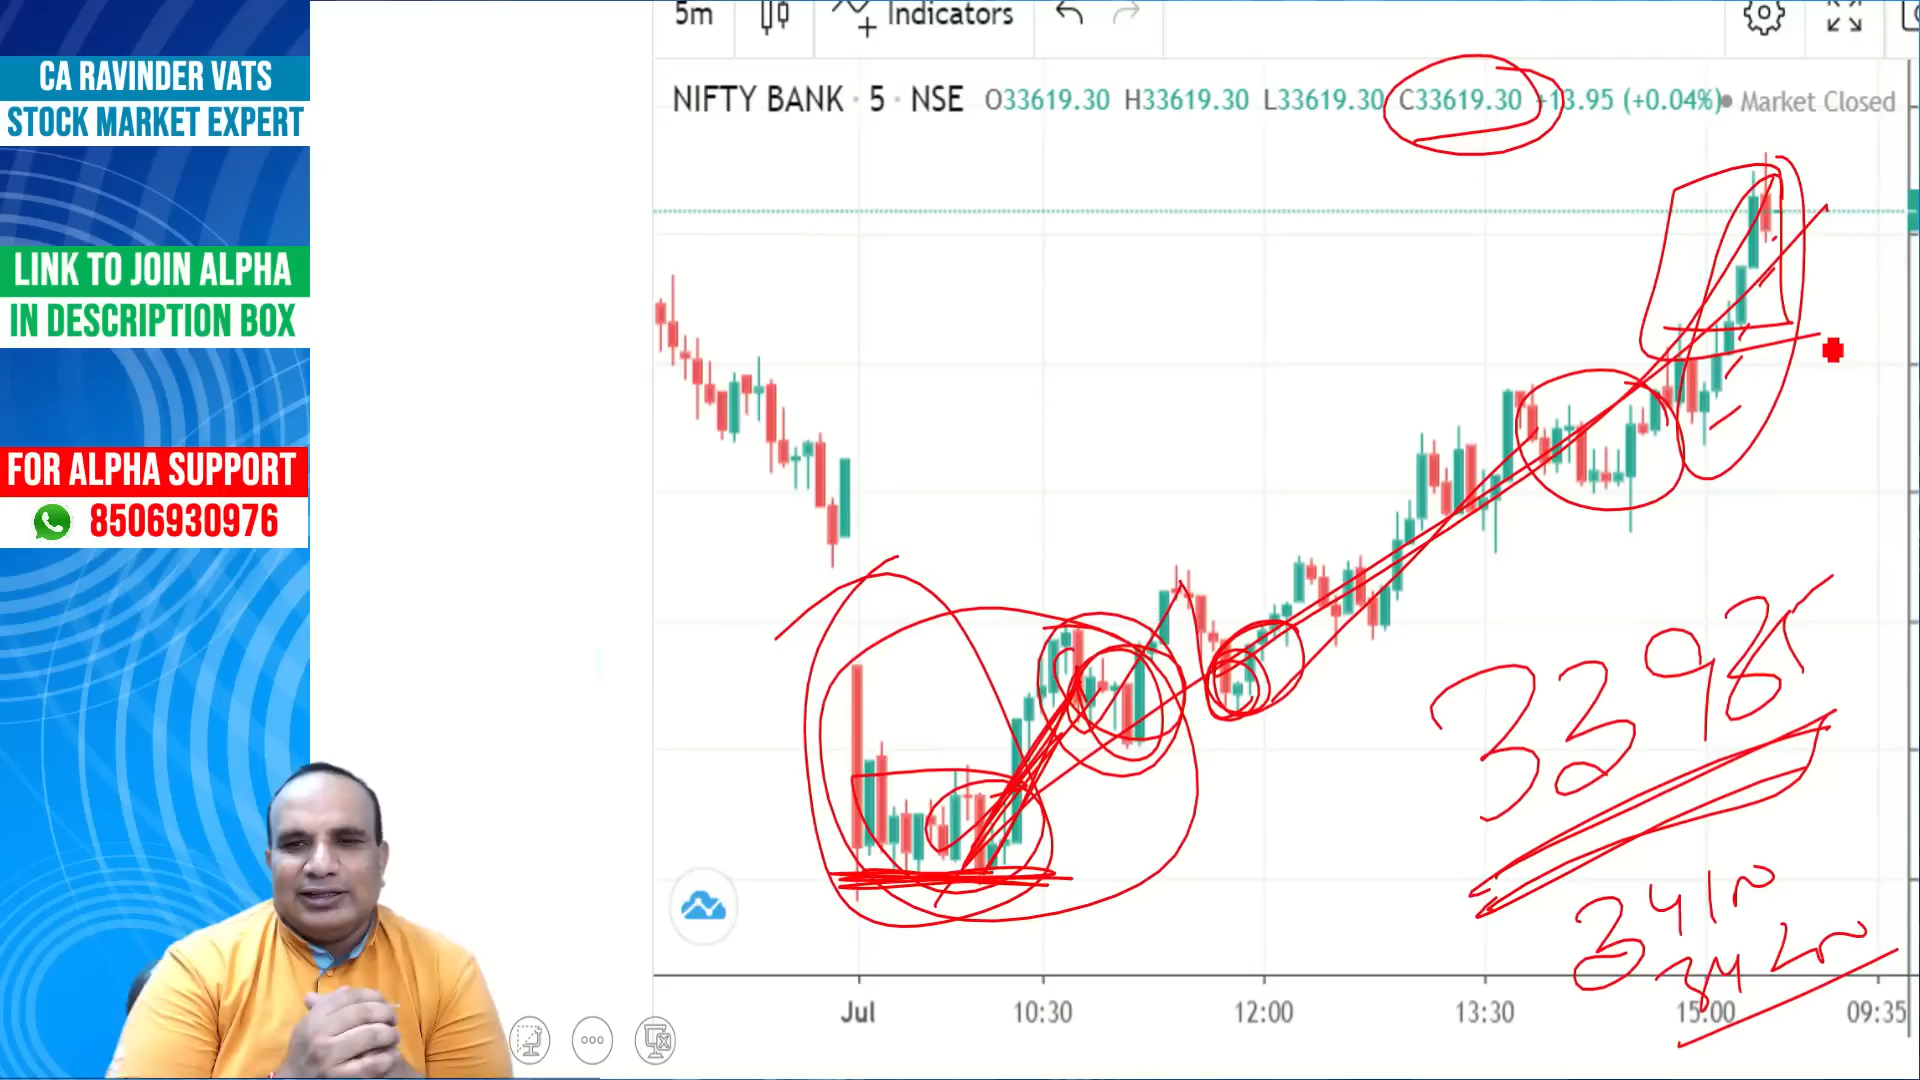 CA RAVINDER VATS
STOCK MARKET EXPERT
LINK TO JOIN ALPHA
IN DESCRIPTION BOX
FOR ALPHA SUPPORT
8506930976
5m Indicators
NIFTY BANK · 5 · NSE O33619.30 H33619.30 L33619.30 C33619.30 +13.95 (+0.04%) Market Closed
Jul 10:30 12:00 13:30 15:00 09:35